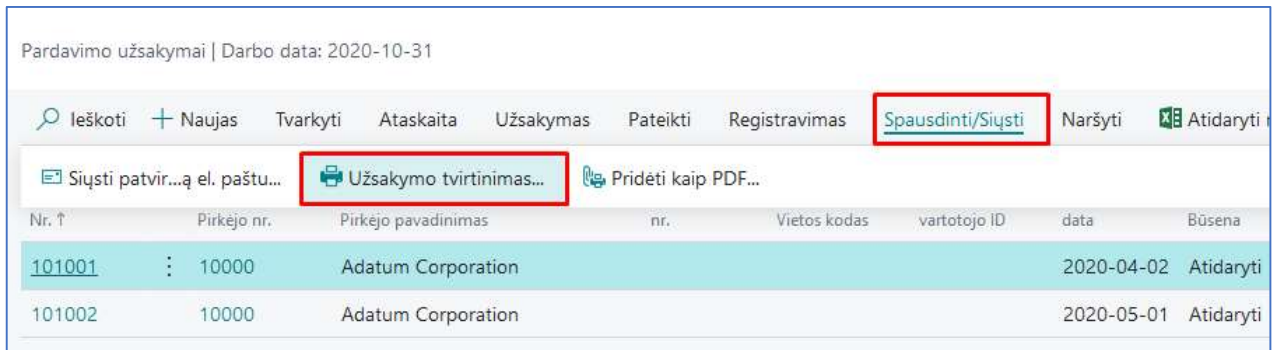 Pardavimo užsakymai | Darbo data: 2020-10-31
Ieškoti Naujas Tvarkyti Ataskaita Užsakymas Pateikti Registravimas Spausdinti/Siųsti Naršyti Atidaryti
Siųsti patvir...ą el. paštu... Užsakymo tvirtinimas... Pridėti kaip PDF...
Nr. ↑ Pirkėjo nr. Pirkėjo pavadinimas nr. Vietos kodas vartotojo ID data Būsena
101001 10000 Adatum Corporation 2020-04-02 Atidaryti
101002 10000 Adatum Corporation 2020-05-01 Atidaryti